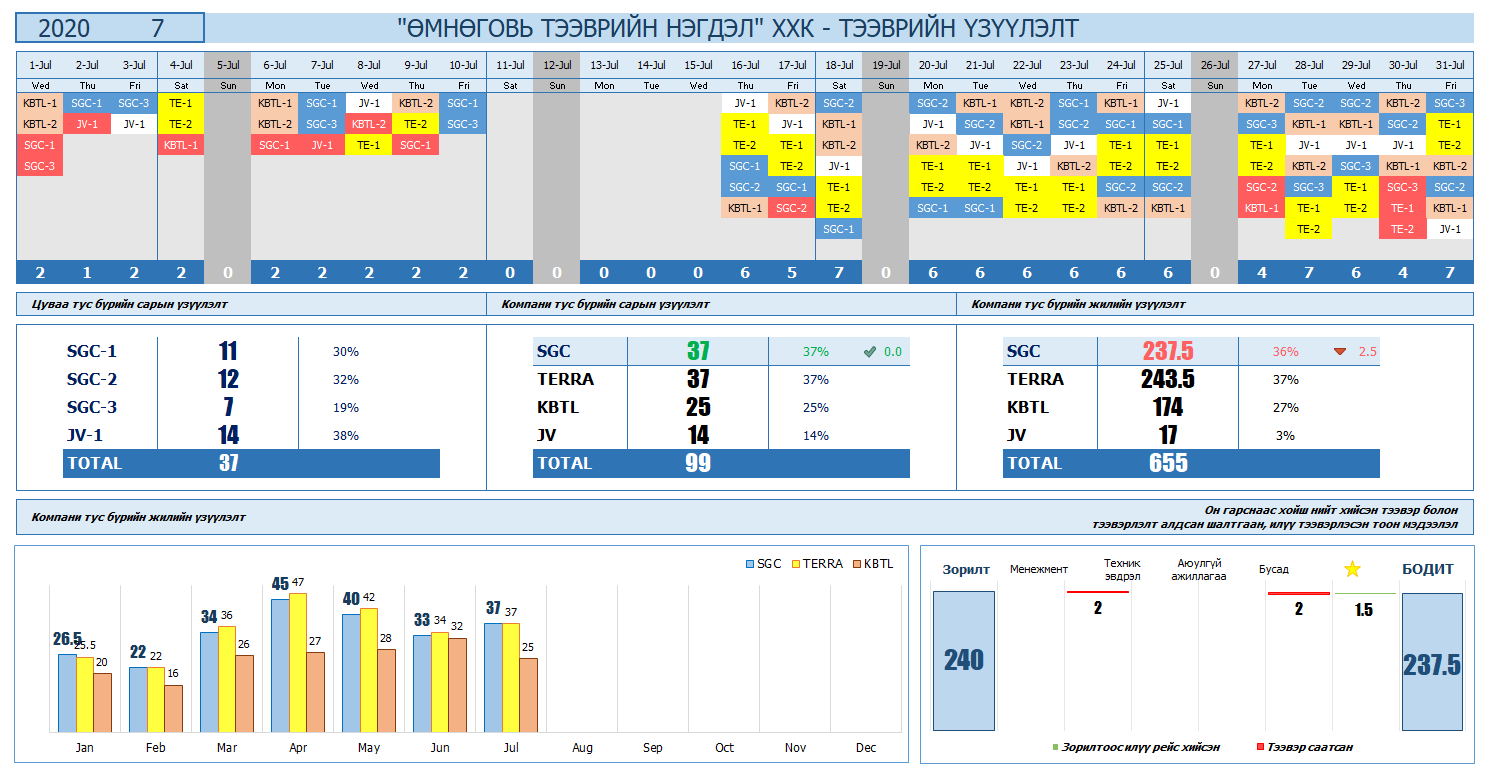 2020 7 "ӨМНӨГОВЬ ТЭЭВРИЙН НЭГДЭЛ" ХХК - ТЭЭВРИЙН ҮЗҮҮЛЭЛТ
1-Jul 2-Jul 3-Jul 4-Jul 5-Jul 6-Jul 7-Jul 8-Jul 9-Jul 10-Jul 11-Jul 12-Jul 13-Jul 14-Jul 15-Jul 16-Jul 17-Jul 18-Jul 19-Jul 20-Jul 21-Jul 22-Jul 23-Jul 24-Jul 25-Jul 26-Jul 27-Jul 28-Jul 29-Jul 30-Jul 31-Jul
Wed Thu Fri Sat Sun Mon Tue Wed Thu Fri Sat Sun Mon Tue Wed Thu Fri Sat Sun Mon Tue Wed Thu Fri Sat Sun Mon Tue Wed Thu Fri
KBTL-1 SGC-1 SGC-3 TE-1 KBTL-1 SGC-1 JV-1 KBTL-2 SGC-1 JV-1 KBTL-2 SGC-2 SGC-2 KBTL-1 KBTL-2 SGC-1 KBTL-1 JV-1 KBTL-2 SGC-2 SGC-2 KBTL-2 SGC-3
KBTL-2 JV-1 JV-1 TE-2 KBTL-2 SGC-3 KBTL-2 TE-2 SGC-3 TE-1 JV-1 KBTL-1 JV-1 SGC-2 KBTL-1 SGC-2 SGC-1 SGC-1 SGC-3 KBTL-1 KBTL-1 SGC-2 TE-1
SGC-1 KBTL-1 SGC-1 JV-1 TE-1 SGC-1 TE-2 TE-2 KBTL-2 KBTL-2 JV-1 SGC-2 JV-1 TE-1 TE-1 TE-1 JV-1 JV-1 JV-1 TE-2
SGC-3 SGC-1 TE-2 JV-1 TE-1 TE-1 JV-1 KBTL-2 TE-2 TE-2 TE-2 KBTL-2 SGC-3 KBTL-1 KBTL-2
SGC-2 SGC-1 TE-1 TE-2 TE-2 TE-1 TE-1 SGC-2 SGC-2 SGC-2 SGC-3 TE-1 SGC-3 SGC-2
KBTL-1 SGC-2 TE-2 SGC-1 SGC-1 TE-2 TE-2 KBTL-2 KBTL-1 KBTL-1 TE-1 TE-2 TE-1 KBTL-1
SGC-1 TE-2 TE-2 JV-1
2 1 2 2 0 2 2 2 2 2 0 0 0 0 0 6 5 7 0 6 6 6 6 6 6 0 4 7 6 4 7
Цуваа тус бүрийн сарын үзүүлэлт Компани тус бүрийн сарын үзүүлэлт Компани тус бүрийн жилийн үзүүлэлт
SGC-1 11 30% SGC 37 37% 0.0 SGC 237.5 36% 2.5
SGC-2 12 32% TERRA 37 37% TERRA 243.5 37%
SGC-3 7 19% KBTL 25 25% KBTL 174 27%
JV-1 14 38% JV 14 14% JV 17 3%
TOTAL 37 TOTAL 99 TOTAL 655
Компани тус бүрийн жилийн үзүүлэлт
Он гарснаас хойш нийт хийсэн тээвэр болон
тээвэрлэлт алдсан шалтгаан, илүү тээвэрлэсэн тоон мэдээлэл
SGC TERRA KBTL
26.5 25.5 20 22 22 16 34 36 26 45 47 27 40 42 28 33 34 32 37 37 25
Jan Feb Mar Apr May Jun Jul Aug Sep Oct Nov Dec
Зорилт Менежмент Техник эвдрэл Аюулгүй ажиллагаа Бусад БОДИТ
2 2 1.5
240 237.5
Зорилтоос илүү рейс хийсэн Тээвэр саатсан